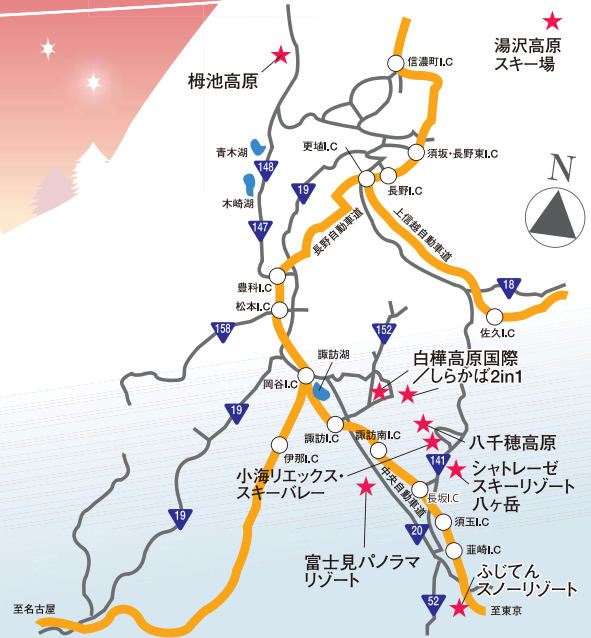 湯沢高原
スキー場
栂池高原
信濃町I.C
更埴I.C
須坂・長野東I.C
青木湖
148
19
長野I.C
木崎湖
N
147
長野自動車道
上信越自動車道
豊科I.C
18
松本I.C
佐久I.C
158
152
諏訪湖
白樺高原国際
／しらかば2in1
岡谷I.C
19
諏訪I.C
諏訪南I.C
八千穂高原
伊那I.C
小海リエックス・
スキーバレー
141
シャトレーゼ
スキーリゾート
八ヶ岳
中央自動車道
長坂I.C
19
須玉I.C
20
富士見パノラマ
リゾート
韮崎I.C
ふじてん
スノーリゾート
52
至名古屋
至東京